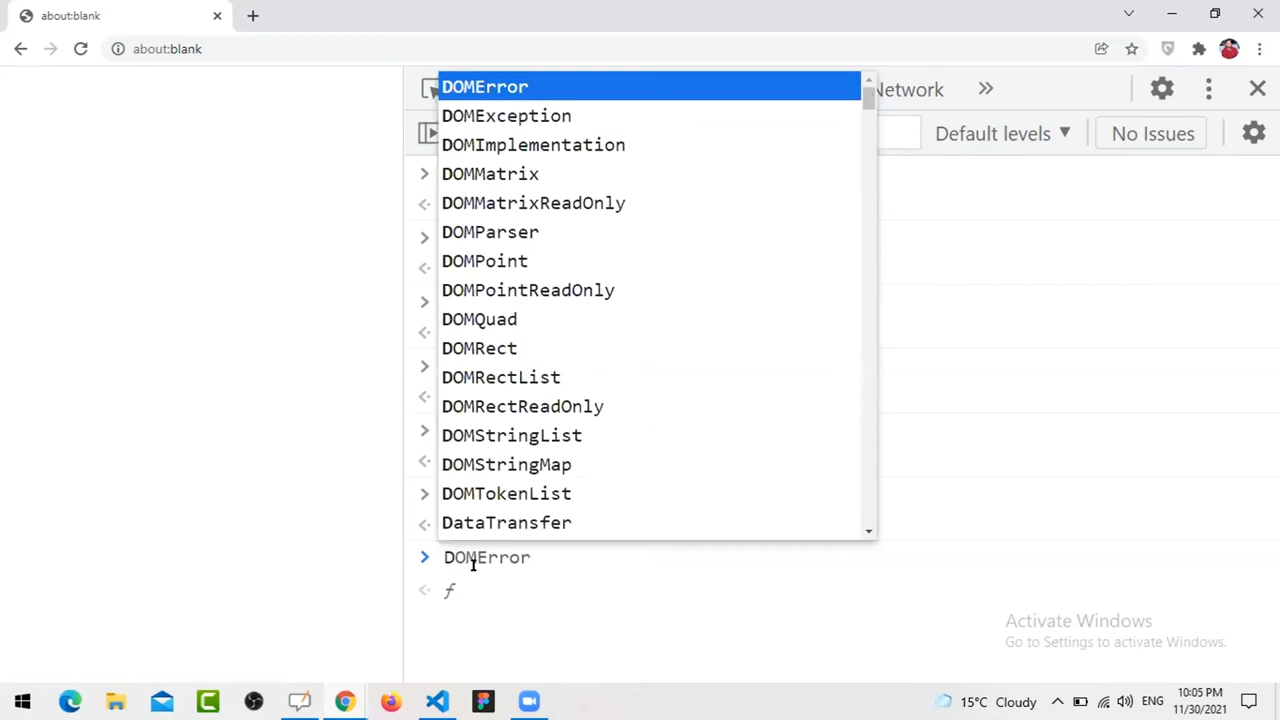 about:blank
about:blank
Network
Default levels
No Issues
DOMError
DOMException
DOMImplementation
DOMMatrix
DOMMatrixReadOnly
DOMParser
DOMPoint
DOMPointReadOnly
DOMQuad
DOMRect
DOMRectList
DOMRectReadOnly
DOMStringList
DOMStringMap
DOMTokenList
DataTransfer
DOMError
f
Activate Windows
Go to Settings to activate Windows.
15°C Cloudy
ENG
10:05 PM
11/30/2021